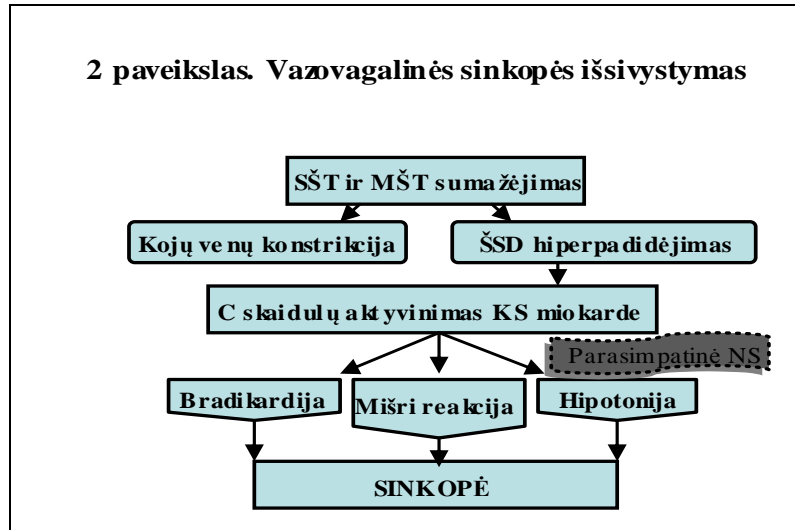 2 paveikslas. Vazovagalinės sinkopės išsivystymas
SŠT ir MŠT sumažėjimas
Kojų venų konstrikcija
ŠSD hiperpadidėjimas
C skaidulų aktyvinimas KS miokarde
Parasimpatinė NS
Bradikardija
Mišri reakcija
Hipotonija
SINKOPĖ